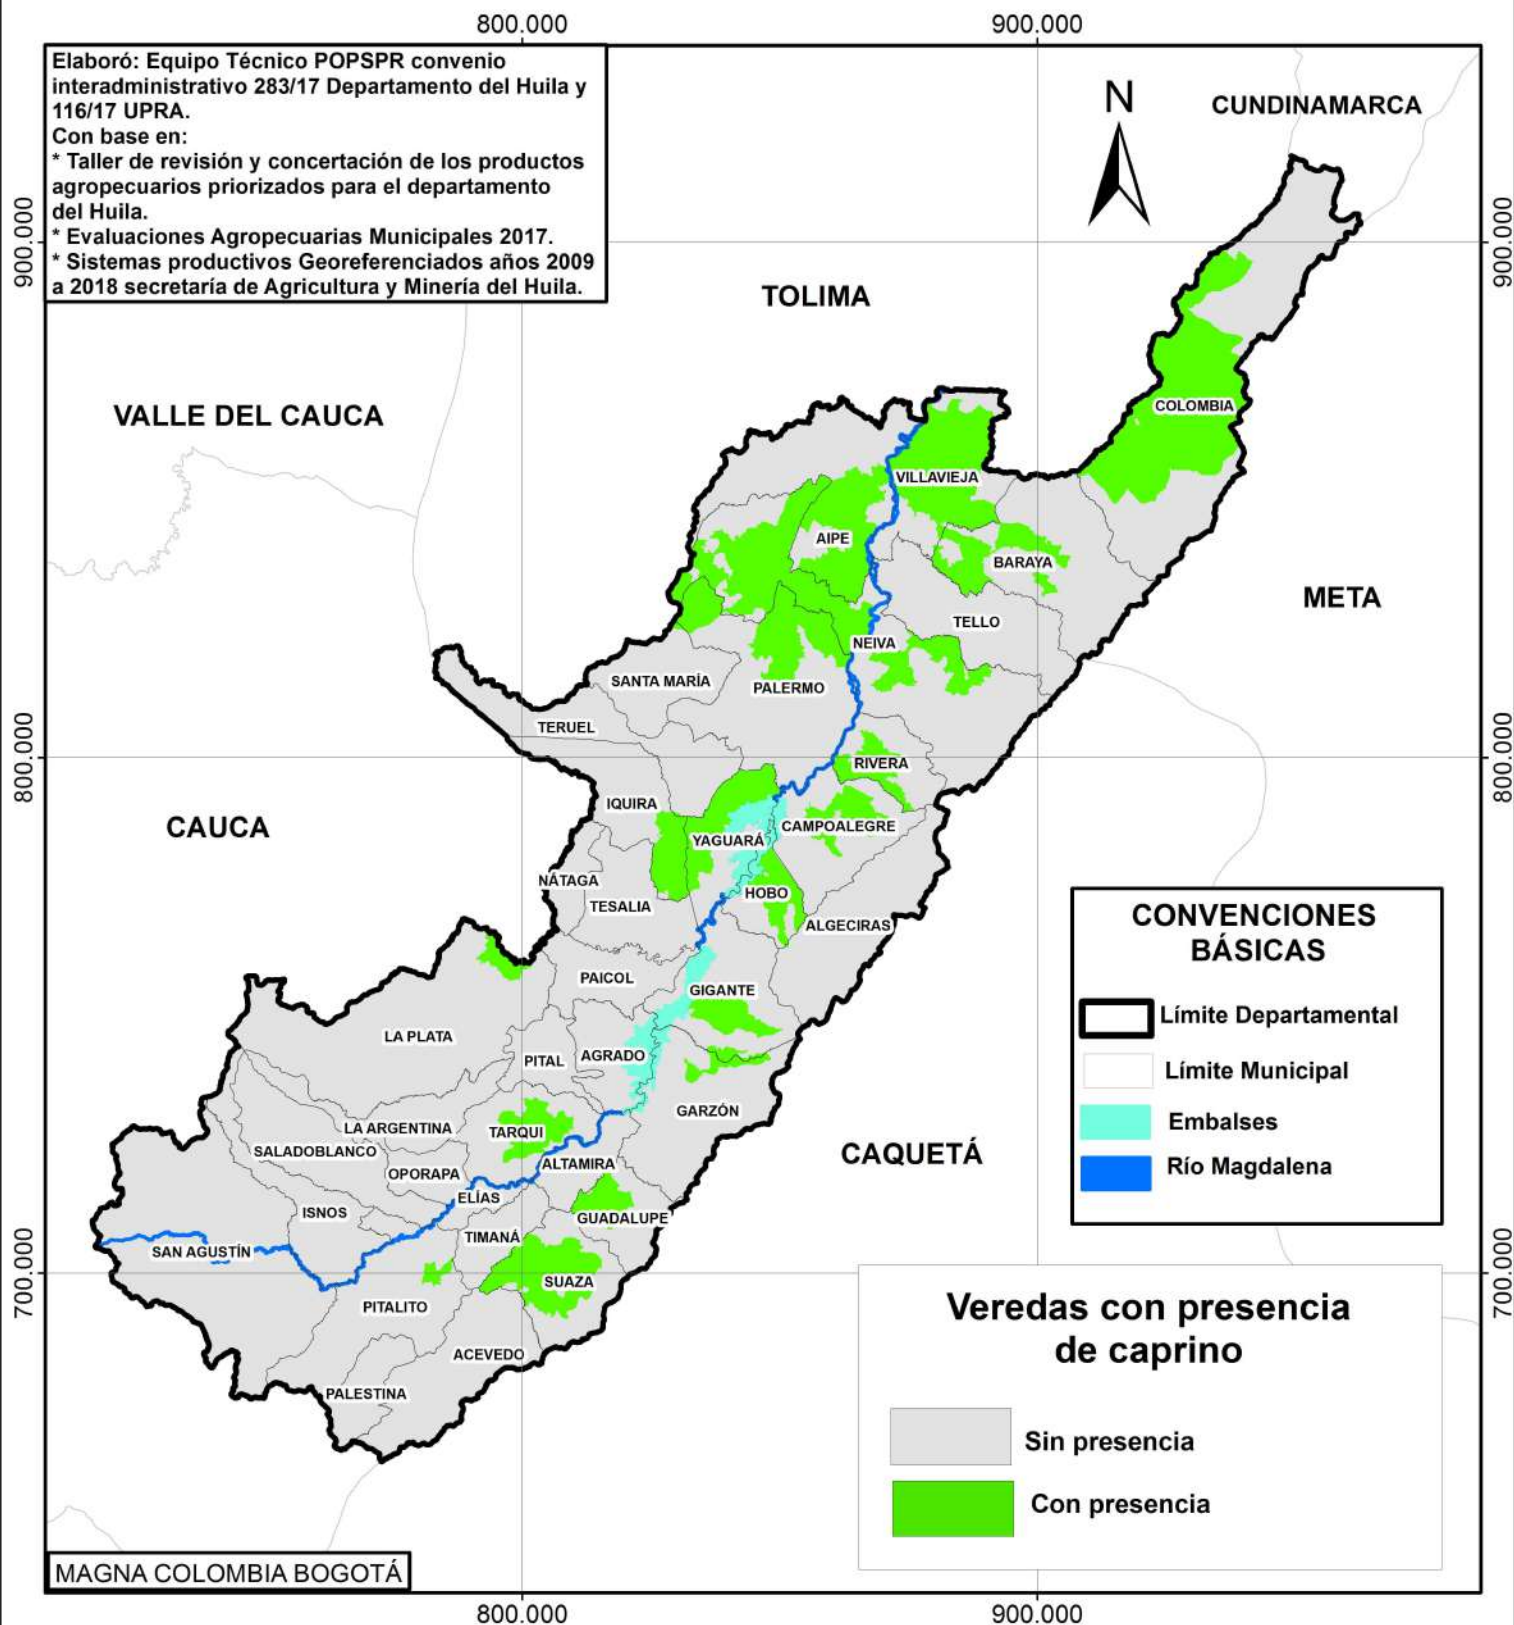 800.000
900.000
Elaboró: Equipo Técnico POPSPR convenio
interadministrativo 283/17 Departamento del Huila y
116/17 UPRA.
Con base en:
* Taller de revisión y concertación de los productos
agropecuarios priorizados para el departamento
del Huila.
* Evaluaciones Agropecuarias Municipales 2017.
* Sistemas productivos Georeferenciados años 2009
a 2018 secretaría de Agricultura y Minería del Huila.
N
CUNDINAMARCA
900.000
900.000
TOLIMA
VALLE DEL CAUCA
COLOMBIA
VILLAVIEJA
AIPE
BARAYA
META
TELLO
NEIVA
SANTA MARÍA
PALERMO
TERUEL
800.000
800.000
RIVERA
IQUIRA
CAUCA
CAMPOALEGRE
YAGUARÁ
NÁTAGA
HOBO
TESALIA
ALGECIRAS
PAICOL
GIGANTE
LA PLATA
PITAL
AGRADO
GARZÓN
LA ARGENTINA
TARQUI
SALADOBLANCO
CAQUETÁ
ALTAMIRA
OPORAPA
ELÍAS
ISNOS
GUADALUPE
TIMANÁ
SAN AGUSTÍN
700.000
700.000
SUAZA
PITALITO
ACEVEDO
PALESTINA
CONVENCIONES
BÁSICAS
Límite Departamental
Límite Municipal
Embalses
Río Magdalena
Veredas con presencia
de caprino
Sin presencia
Con presencia
MAGNA COLOMBIA BOGOTÁ
800.000
900.000